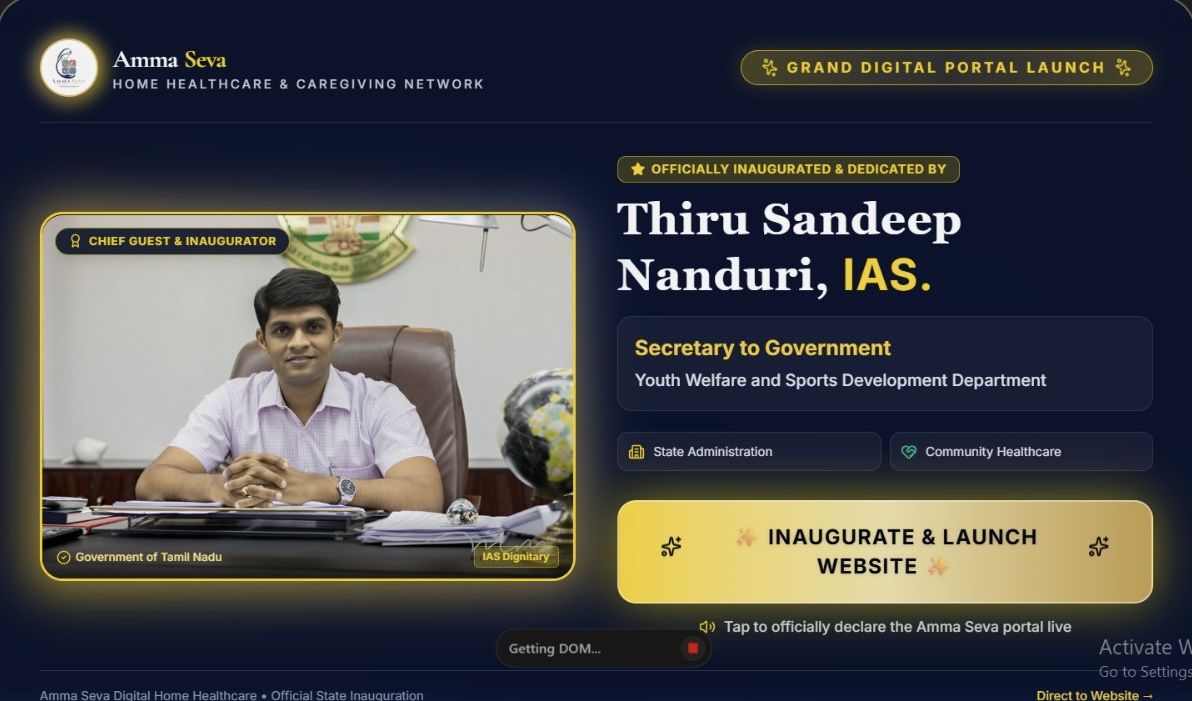 Amma Seva
HOME HEALTHCARE & CAREGIVING NETWORK
GRAND DIGITAL PORTAL LAUNCH
CHIEF GUEST & INAUGURATOR
Government of Tamil Nadu
IAS Dignitary
OFFICIALLY INAUGURATED & DEDICATED BY
Thiru Sandeep
Nanduri, IAS.
Secretary to Government
Youth Welfare and Sports Development Department
State Administration
Community Healthcare
✨ INAUGURATE & LAUNCH
WEBSITE ✨
Tap to officially declare the Amma Seva portal live
Getting DOM...
Activate W
Go to Settings
Amma Seva Digital Home Healthcare • Official State Inauguration
Direct to Website →